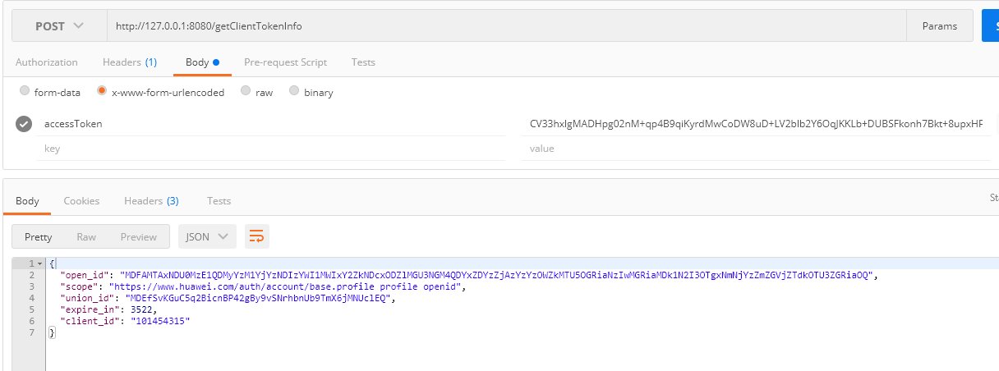 POST http://127.0.0.1:8080/getClientTokenInfo Params
Authorization Headers (1) Body Pre-request Script Tests
form-data x-www-form-urlencoded raw binary
accessToken CV33hxlgMADHpg02nM+qp4B9qiKyrdMwCoDW8uD+LV2blb2Y6OqJKKLb+DUBSFkonh7Bkt+8upxHF
key value
Body Cookies Headers (3) Tests St
Pretty Raw Preview JSON
1 {
2 "open_id": "MDFAMTAxNDU0MzE1QDMyYzM1YjYzNDIzYWI1MWIxY2ZkNDcxODZlMGU3NGM4QDYxZDYzZjAzYzYzOWZkMTU5OGRiaNzIwMGRiaMDk1N2I3OTgxNmNjYzZmZGVjZTdkOTU3ZGRiaOQ",
3 "scope": "https://www.huawei.com/auth/account/base.profile profile openid",
4 "union_id": "MDEfSvKGuC5q2BicnBP42gBy9vSNrhbnUb9TmX6jMNUclEQ",
5 "expire_in": 3522,
6 "client_id": "101454315"
7 }